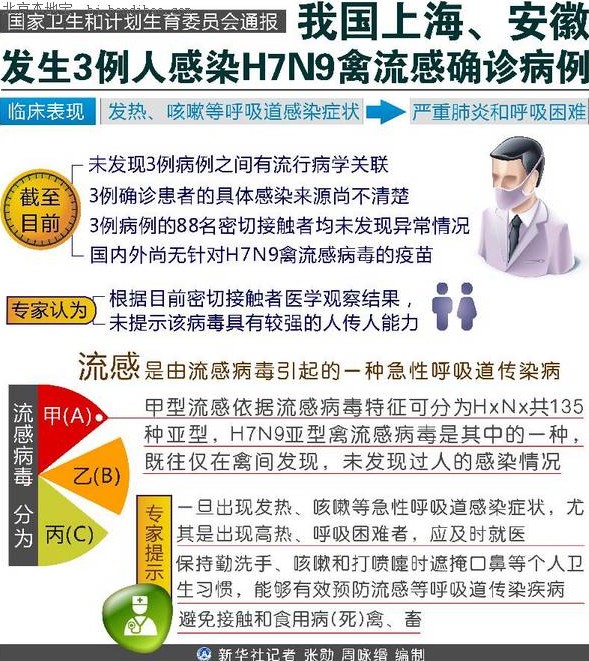 北京本地宝 bj.bendibao.com
国家卫生和计划生育委员会通报
我国上海、安徽
发生3例人感染H7N9禽流感确诊病例
临床表现 发热、咳嗽等呼吸道感染症状 严重肺炎和呼吸困难
截至目前
未发现3例病例之间有流行病学关联
3例确诊患者的具体感染来源尚不清楚
3例病例的88名密切接触者均未发现异常情况
国内外尚无针对H7N9禽流感病毒的疫苗
专家认为
根据目前密切接触者医学观察结果，
未提示该病毒具有较强的人传人能力
流感是由流感病毒引起的一种急性呼吸道传染病
流感病毒 分为
甲(A)
乙(B)
丙(C)
甲型流感依据流感病毒特征可分为HxNx共135
种亚型，H7N9亚型禽流感病毒是其中的一种，
既往仅在禽间发现，未发现过人的感染情况
专家提示
一旦出现发热、咳嗽等急性呼吸道感染症状，尤
其是出现高热、呼吸困难者，应及时就医
保持勤洗手、咳嗽和打喷嚏时遮掩口鼻等个人卫
生习惯，能够有效预防流感等呼吸道传染疾病
避免接触和食用病(死)禽、畜
新华社记者 张勋 周咏缗 编制